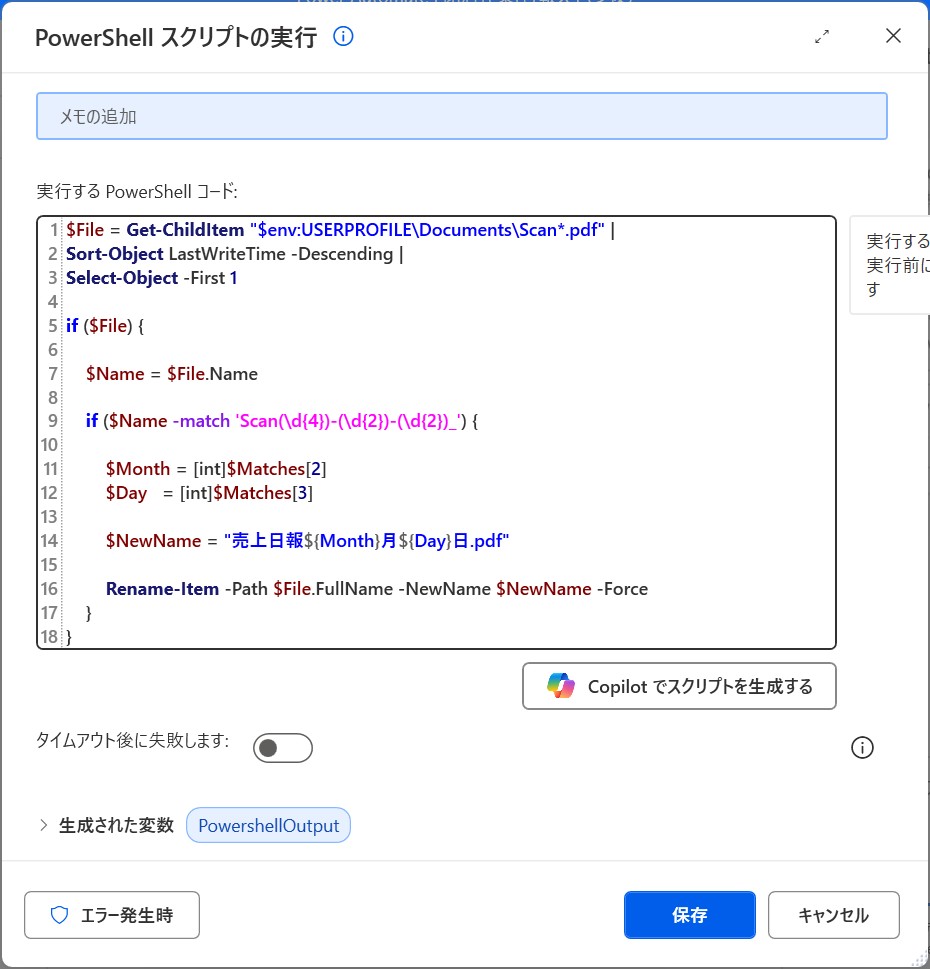 PowerShell スクリプトの実行
メモの追加
実行する PowerShell コード:
1 $File = Get-ChildItem "$env:USERPROFILE\Documents\Scan*.pdf" |
2 Sort-Object LastWriteTime -Descending |
3 Select-Object -First 1
4
5 if ($File) {
6
7     $Name = $File.Name
8
9     if ($Name -match 'Scan(\d{4})-(\d{2})-(\d{2})_') {
10
11         $Month = [int]$Matches[2]
12         $Day   = [int]$Matches[3]
13
14         $NewName = "売上日報${Month}月${Day}日.pdf"
15
16         Rename-Item -Path $File.FullName -NewName $NewName -Force
17     }
18 }
実行する
実行前に
す
Copilot でスクリプトを生成する
タイムアウト後に失敗します:
生成された変数 PowershellOutput
エラー発生時
保存
キャンセル